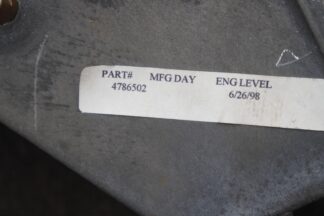 PART# MFG DAY ENG LEVEL
4786502 6/26/98